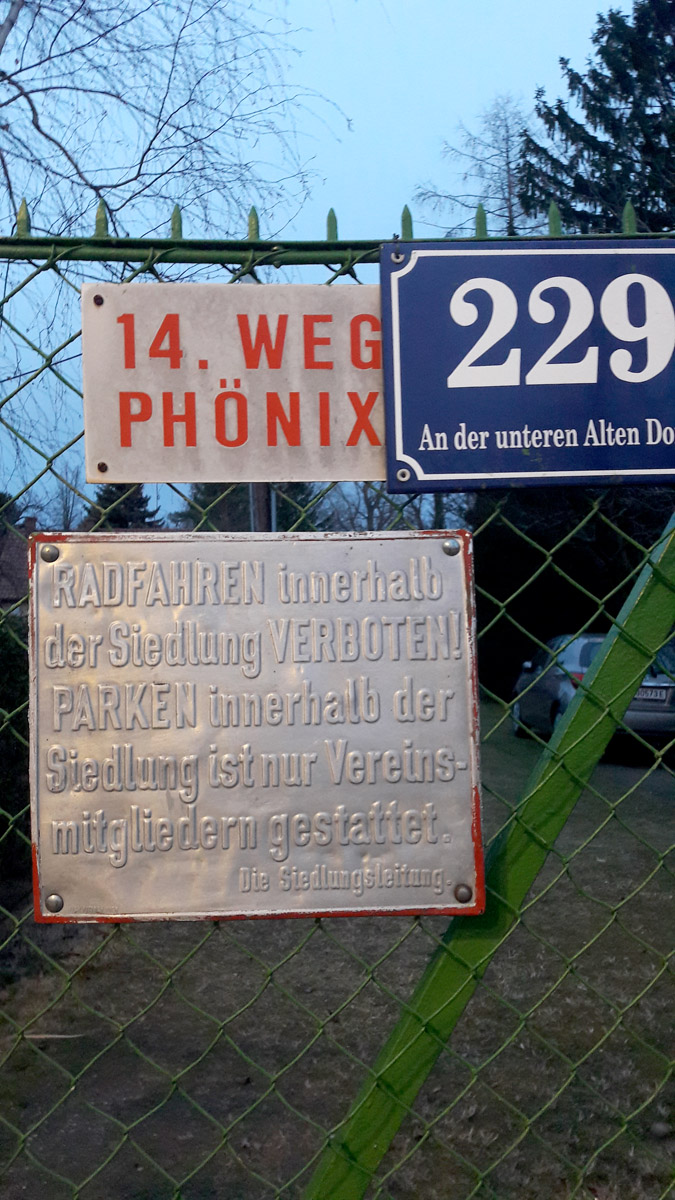 14. WEG
PHÖNIX
229
An der unteren Alten Do
RADFAHREN innerhalb
der Siedlung VERBOTEN!
PARKEN innerhalb der
Siedlung ist nur Vereins-
mitgliedern gestattet.
Die Siedlungsleitung.